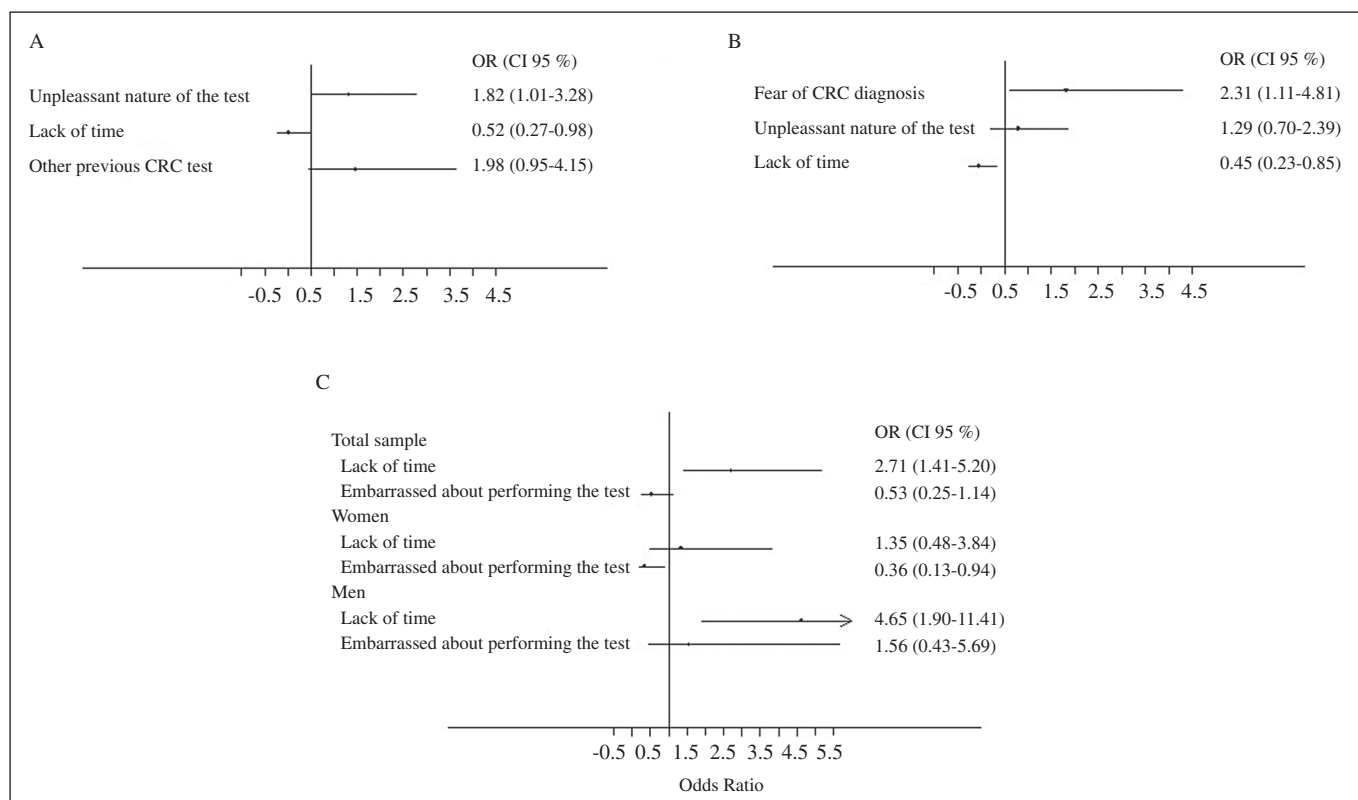 A
OR (CI 95 %)
Unpleassant nature of the test 1.82 (1.01-3.28)
Lack of time 0.52 (0.27-0.98)
Other previous CRC test 1.98 (0.95-4.15)
-0.5 0.5 1.5 2.5 3.5 4.5
B
OR (CI 95 %)
Fear of CRC diagnosis 2.31 (1.11-4.81)
Unpleassant nature of the test 1.29 (0.70-2.39)
Lack of time 0.45 (0.23-0.85)
-0.5 0.5 1.5 2.5 3.5 4.5
C
OR (CI 95 %)
Total sample
Lack of time 2.71 (1.41-5.20)
Embarrassed about performing the test 0.53 (0.25-1.14)
Women
Lack of time 1.35 (0.48-3.84)
Embarrassed about performing the test 0.36 (0.13-0.94)
Men
Lack of time 4.65 (1.90-11.41)
Embarrassed about performing the test 1.56 (0.43-5.69)
-0.5 0.5 1.5 2.5 3.5 4.5 5.5
Odds Ratio